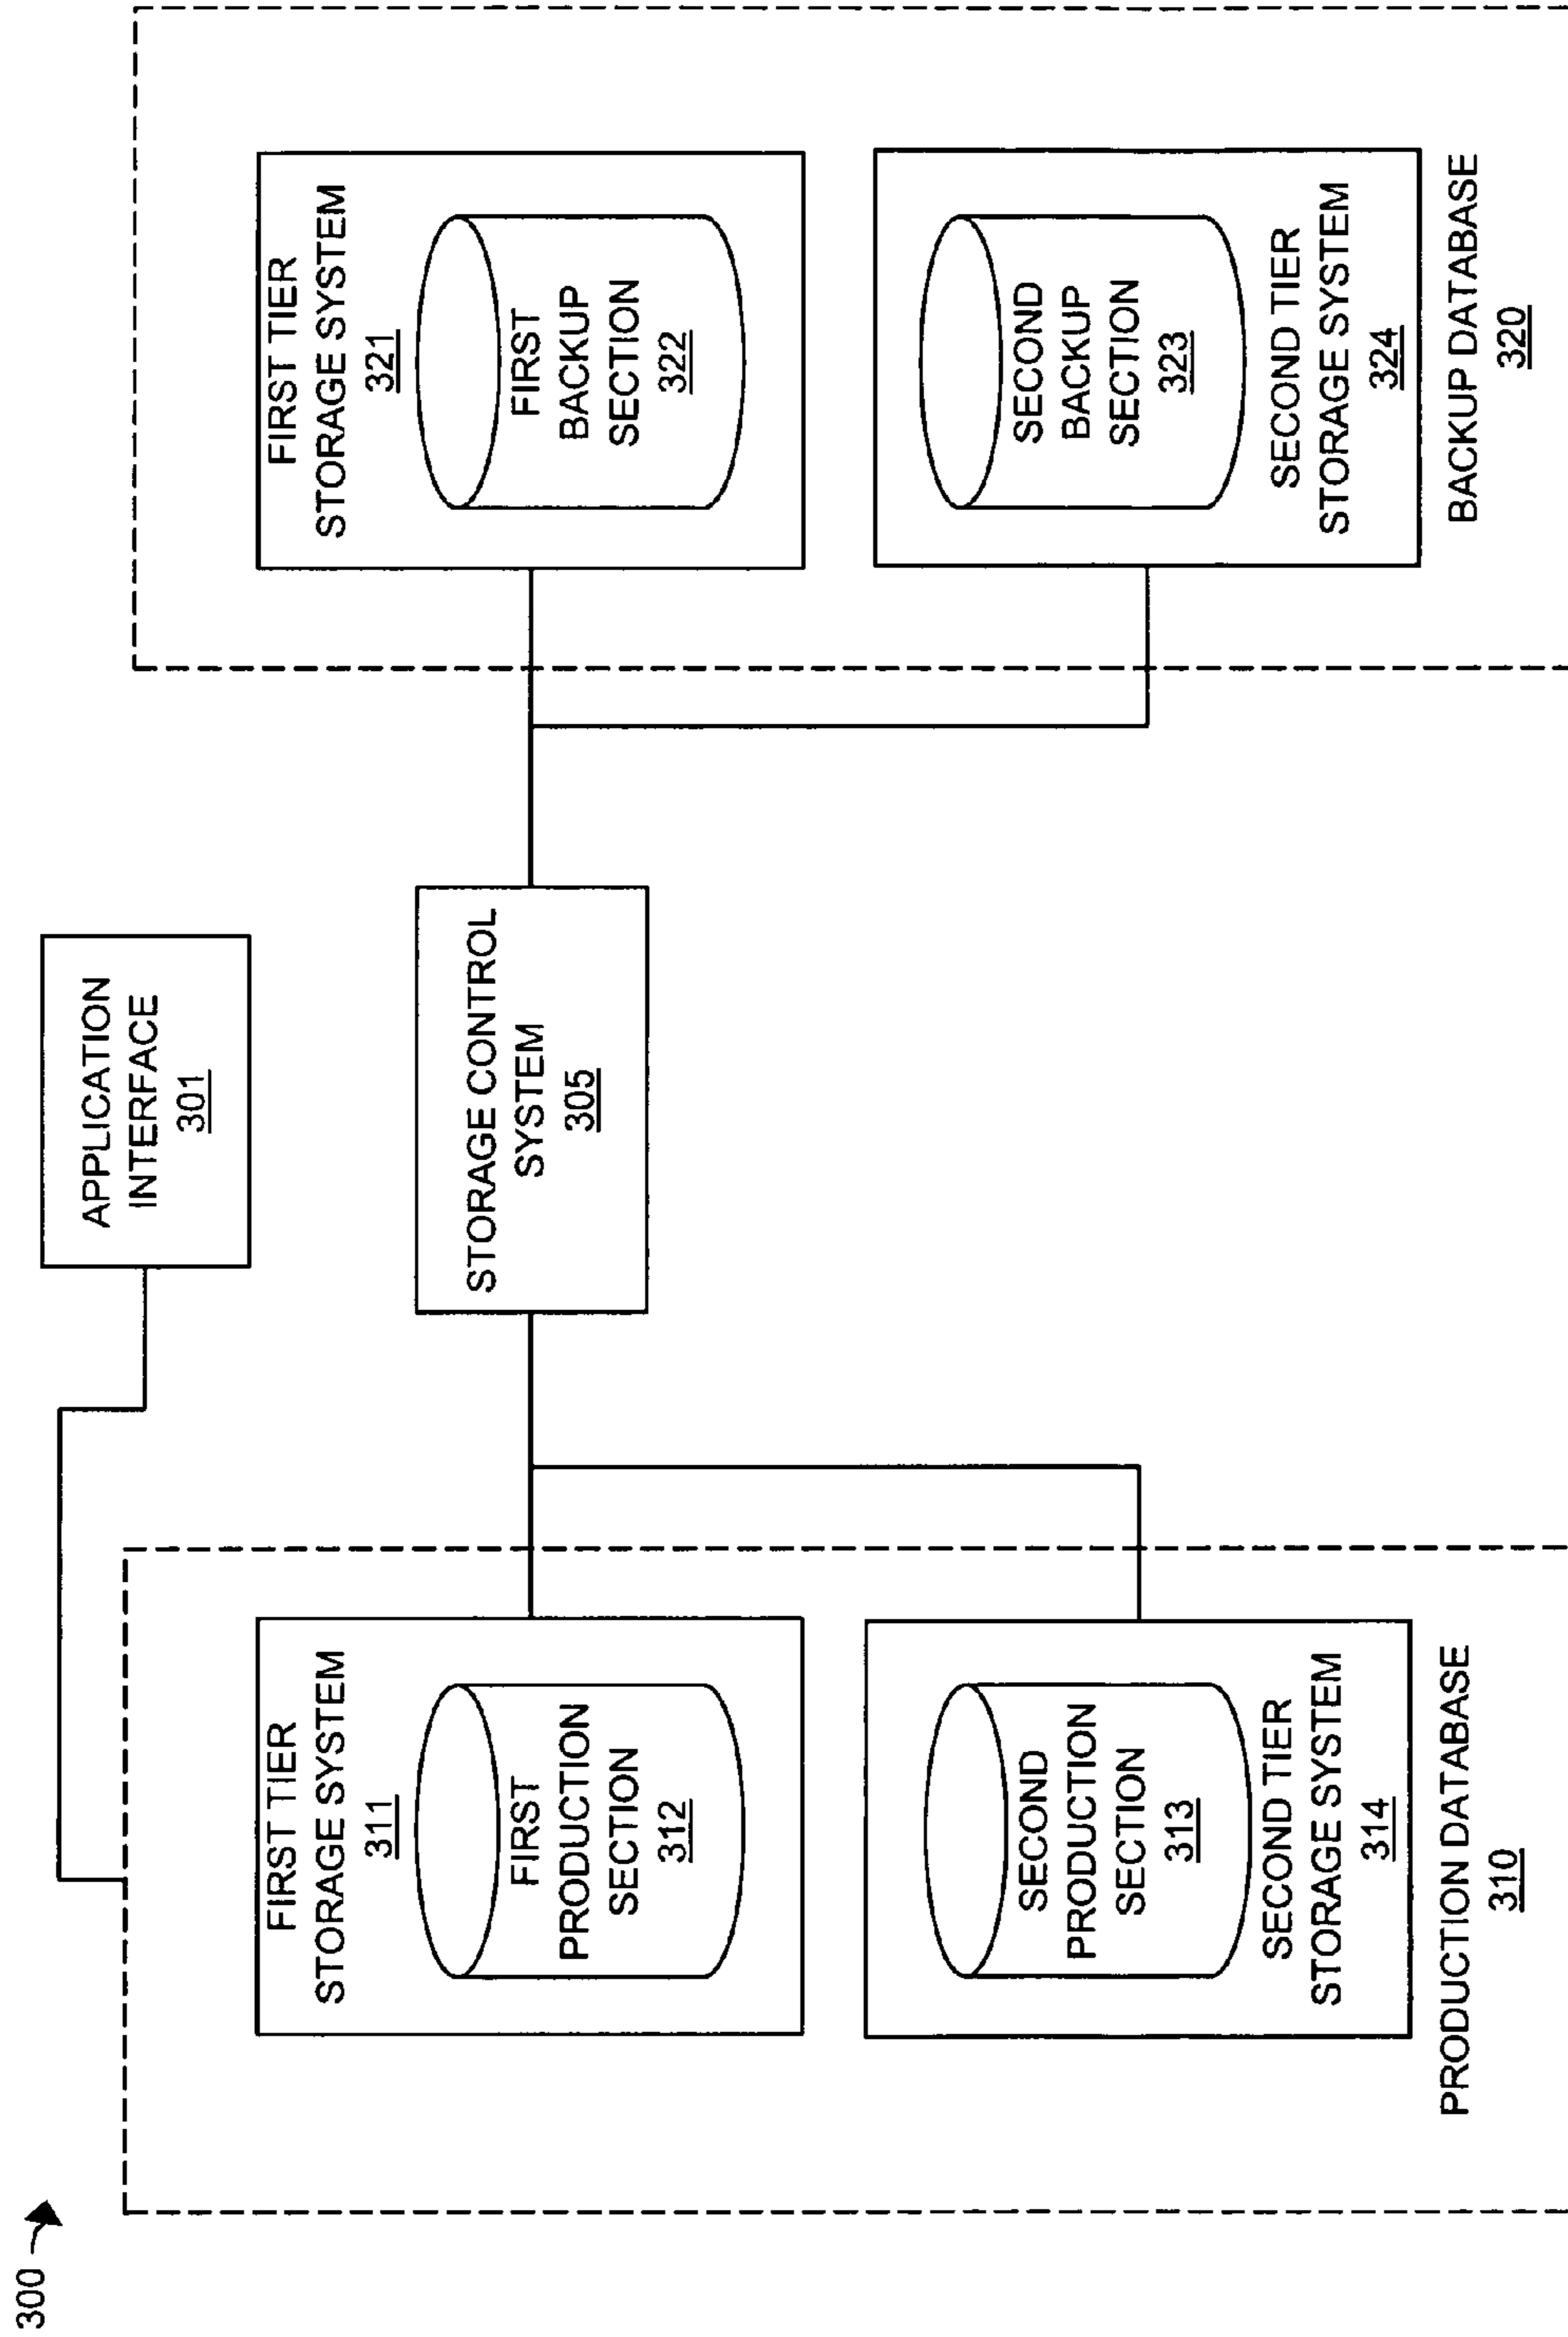 300
APPLICATION
INTERFACE
301
FIRST TIER
STORAGE SYSTEM
311
FIRST
PRODUCTION
SECTION
312
SECOND
PRODUCTION
SECTION
313
SECOND TIER
STORAGE SYSTEM
314
PRODUCTION DATABASE
310
STORAGE CONTROL
SYSTEM
305
FIRST TIER
STORAGE SYSTEM
321
FIRST
BACKUP
SECTION
322
SECOND
BACKUP
SECTION
323
SECOND TIER
STORAGE SYSTEM
324
BACKUP DATABASE
320